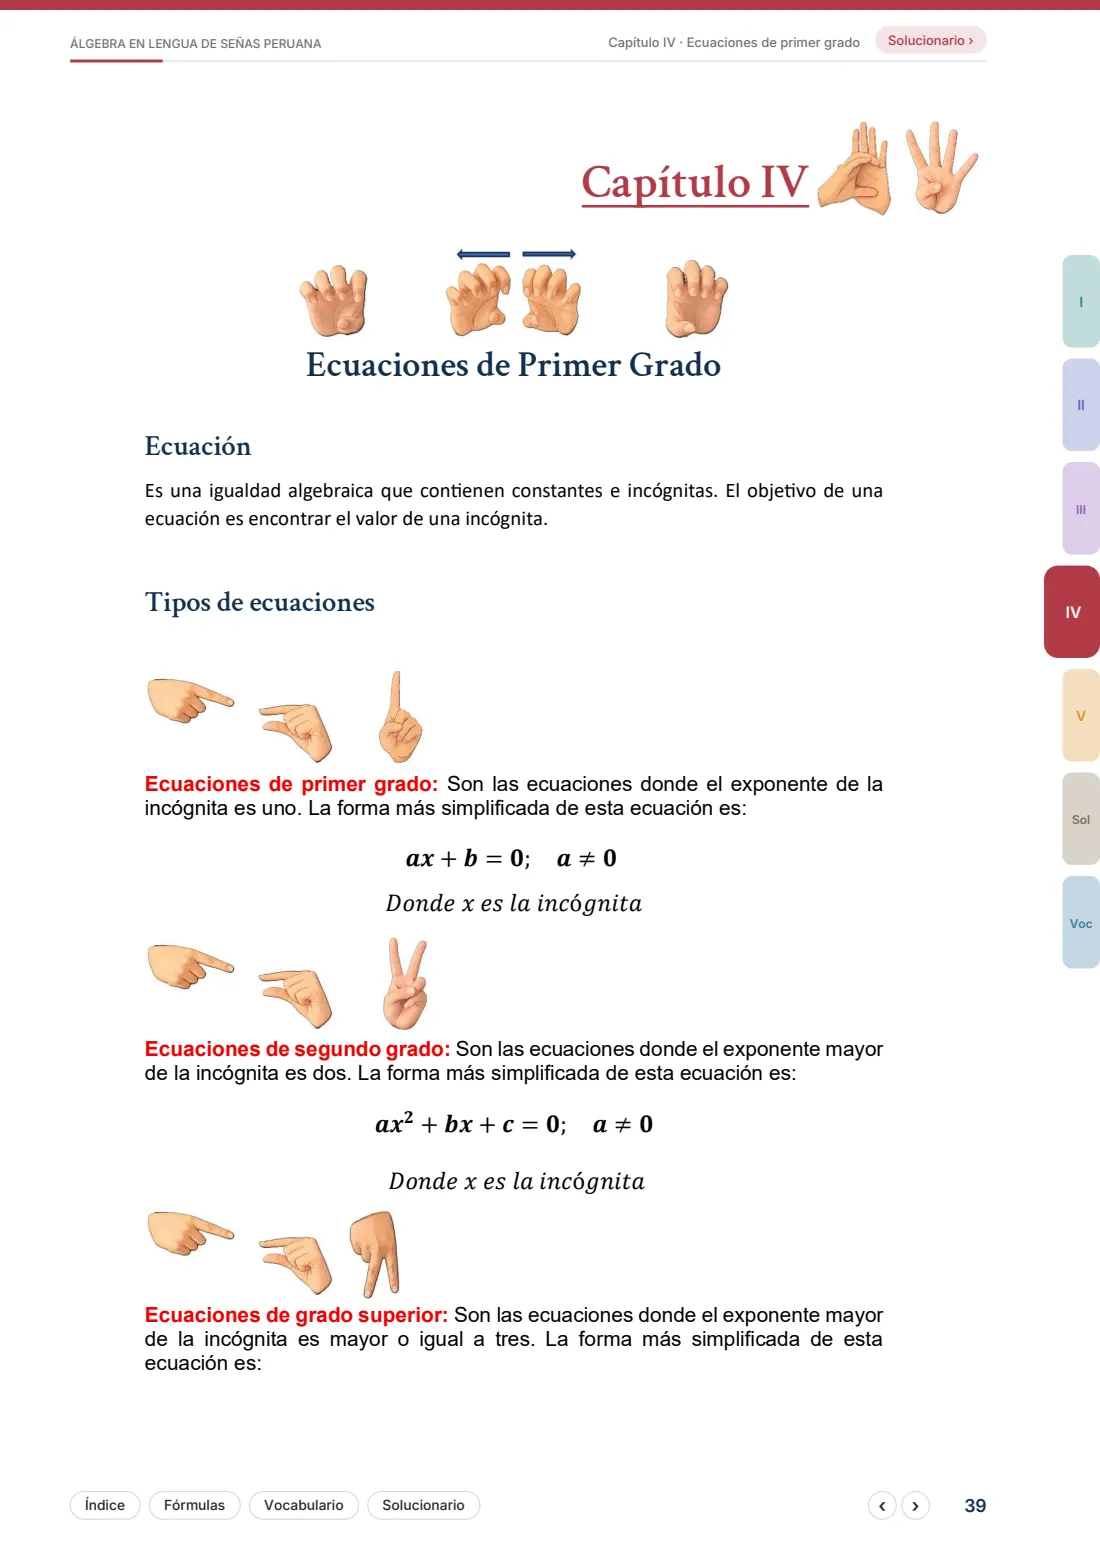 ÁLGEBRA EN LENGUA DE SEÑAS PERUANA
Capítulo IV · Ecuaciones de primer grado
Solucionario ›
Capítulo IV
Ecuaciones de Primer Grado
Ecuación
Es una igualdad algebraica que contienen constantes e incógnitas. El objetivo de una
ecuación es encontrar el valor de una incógnita.
Tipos de ecuaciones
Ecuaciones de primer grado: Son las ecuaciones donde el exponente de la
incógnita es uno. La forma más simplificada de esta ecuación es:
ax + b = 0; a ≠ 0
Donde x es la incógnita
Ecuaciones de segundo grado: Son las ecuaciones donde el exponente mayor
de la incógnita es dos. La forma más simplificada de esta ecuación es:
ax² + bx + c = 0; a ≠ 0
Donde x es la incógnita
Ecuaciones de grado superior: Son las ecuaciones donde el exponente mayor
de la incógnita es mayor o igual a tres. La forma más simplificada de esta
ecuación es:
I
II
III
IV
V
Sol
Voc
Índice
Fórmulas
Vocabulario
Solucionario
‹
›
39